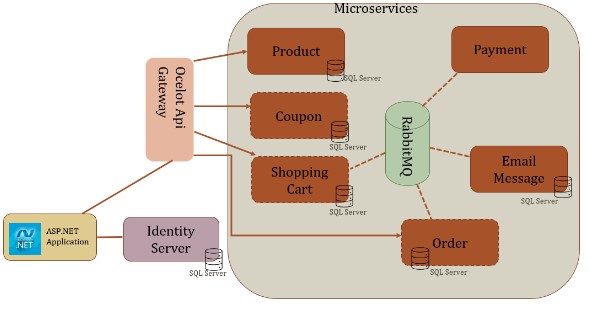 Microservices
Product
SQL Server
Payment
Ocelot Api
Gateway
Coupon
SQL Server
RabbitMQ
Shopping
Cart
SQL Server
Email
Message
SQL Server
ASP.NET
Application
.NET
Identity
Server
SQL Server
Order
SQL Server